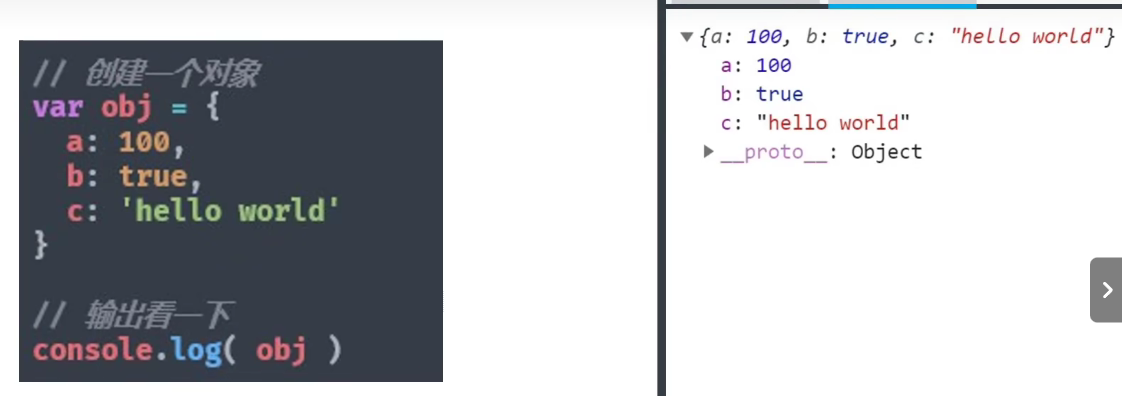 // 创建一个对象
var obj = {
  a: 100,
  b: true,
  c: 'hello world'
}
// 输出看一下
console.log( obj )
▼{a: 100, b: true, c: "hello world"}
a: 100
b: true
c: "hello world"
▶__proto__: Object